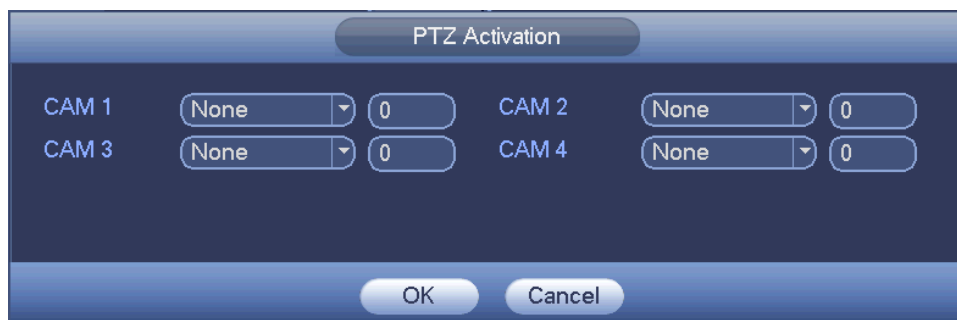 PTZ Activation
CAM 1 None 0 CAM 2 None 0
CAM 3 None 0 CAM 4 None 0
OK Cancel